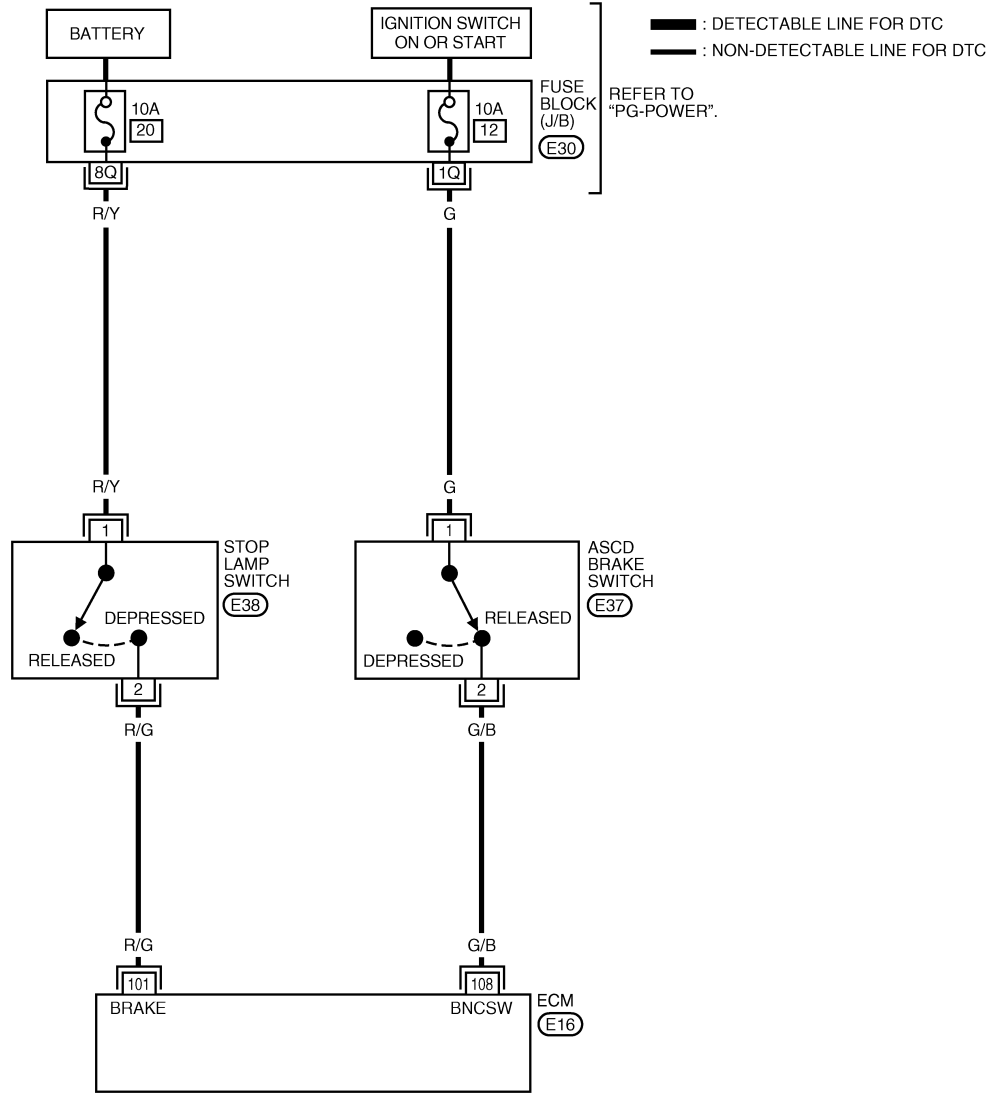 BATTERY
IGNITION SWITCH
ON OR START
: DETECTABLE LINE FOR DTC
: NON-DETECTABLE LINE FOR DTC
10A
20
10A
12
FUSE
BLOCK
(J/B)
E30
REFER TO
“PG-POWER”.
8Q
1Q
R/Y
G
R/Y
G
1
1
STOP
LAMP
SWITCH
E38
DEPRESSED
RELEASED
ASCD
BRAKE
SWITCH
E37
RELEASED
DEPRESSED
2
2
R/G
G/B
R/G
G/B
101
108
BRAKE
BNCSW
ECM
E16